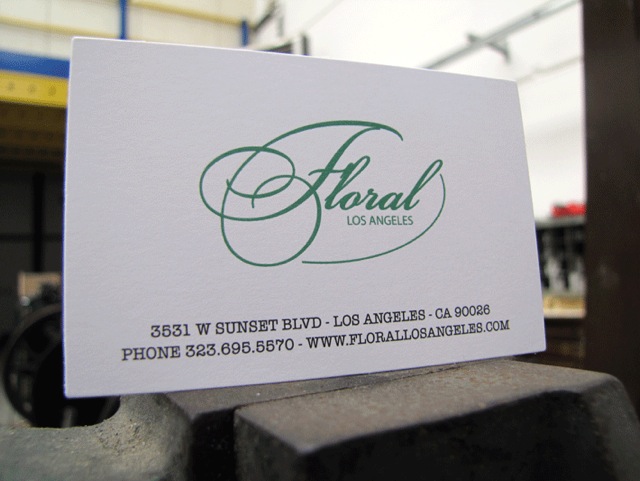 Floral
LOS ANGELES
3531 W SUNSET BLVD - LOS ANGELES - CA 90026
PHONE 323.695.5570 - WWW.FLORALLOSANGELES.COM